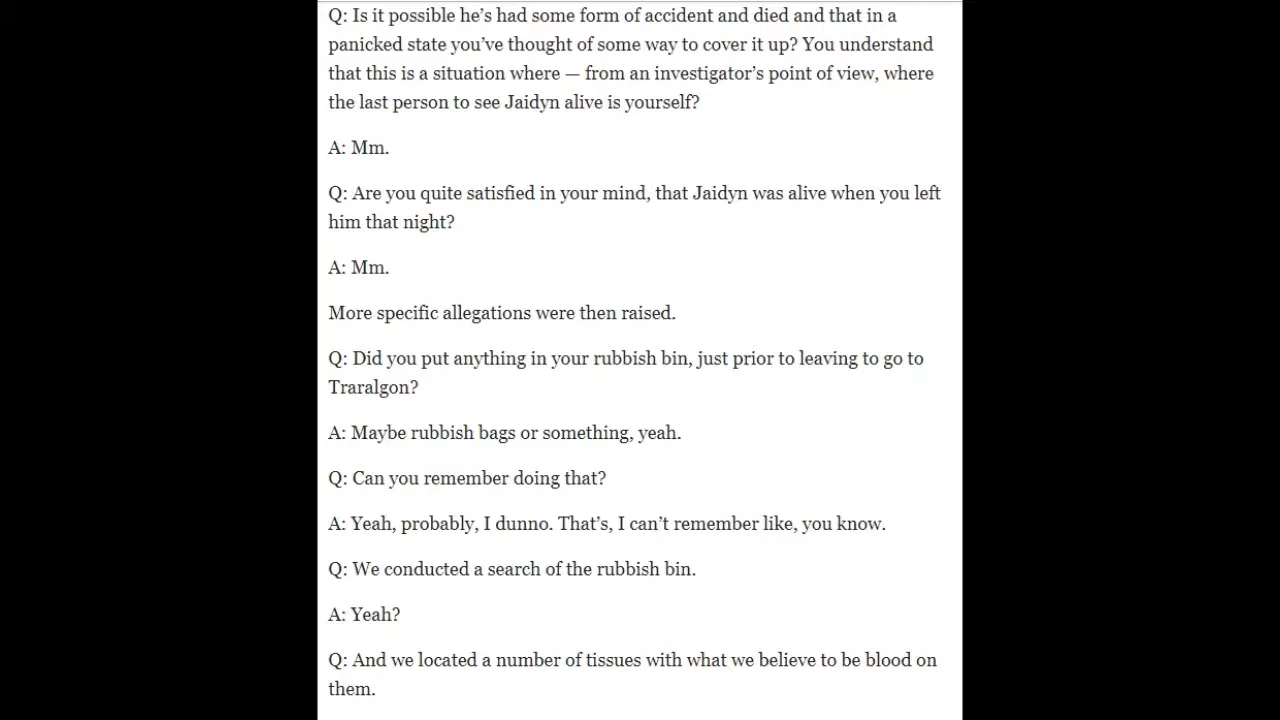 Q: Is it possible he’s had some form of accident and died and that in a
panicked state you’ve thought of some way to cover it up? You understand
that this is a situation where — from an investigator’s point of view, where
the last person to see Jaidyn alive is yourself?
A: Mm.
Q: Are you quite satisfied in your mind, that Jaidyn was alive when you left
him that night?
A: Mm.
More specific allegations were then raised.
Q: Did you put anything in your rubbish bin, just prior to leaving to go to
Traralgon?
A: Maybe rubbish bags or something, yeah.
Q: Can you remember doing that?
A: Yeah, probably, I dunno. That’s, I can’t remember like, you know.
Q: We conducted a search of the rubbish bin.
A: Yeah?
Q: And we located a number of tissues with what we believe to be blood on
them.